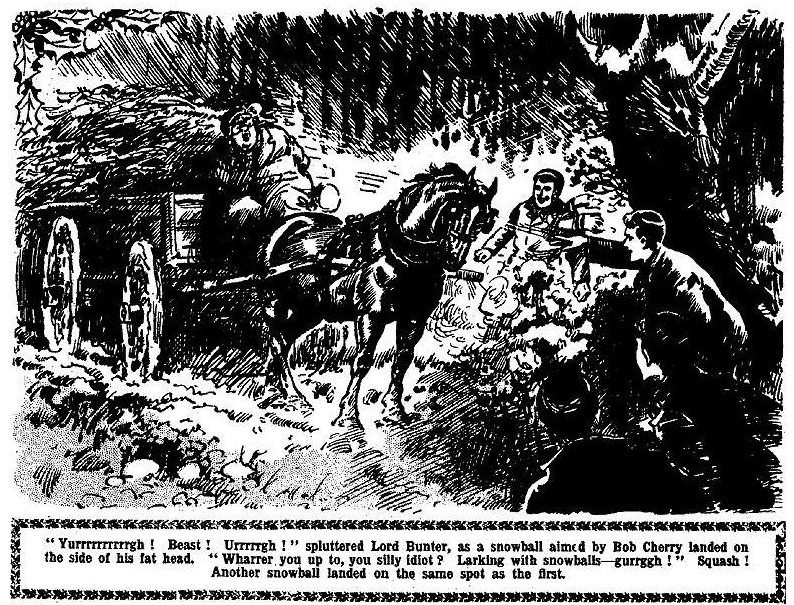 " Yurrrrrrrrrrgh ! Beast ! Urrrrrgh ! " spluttered Lord Bunter, as a snowball aimed by Bob Cherry landed on
the side of his fat head. " Wharrer you up to, you silly idiot ? Larking with snowballs—gurrggh ! " Squash !
Another snowball landed on the same spot as the first.